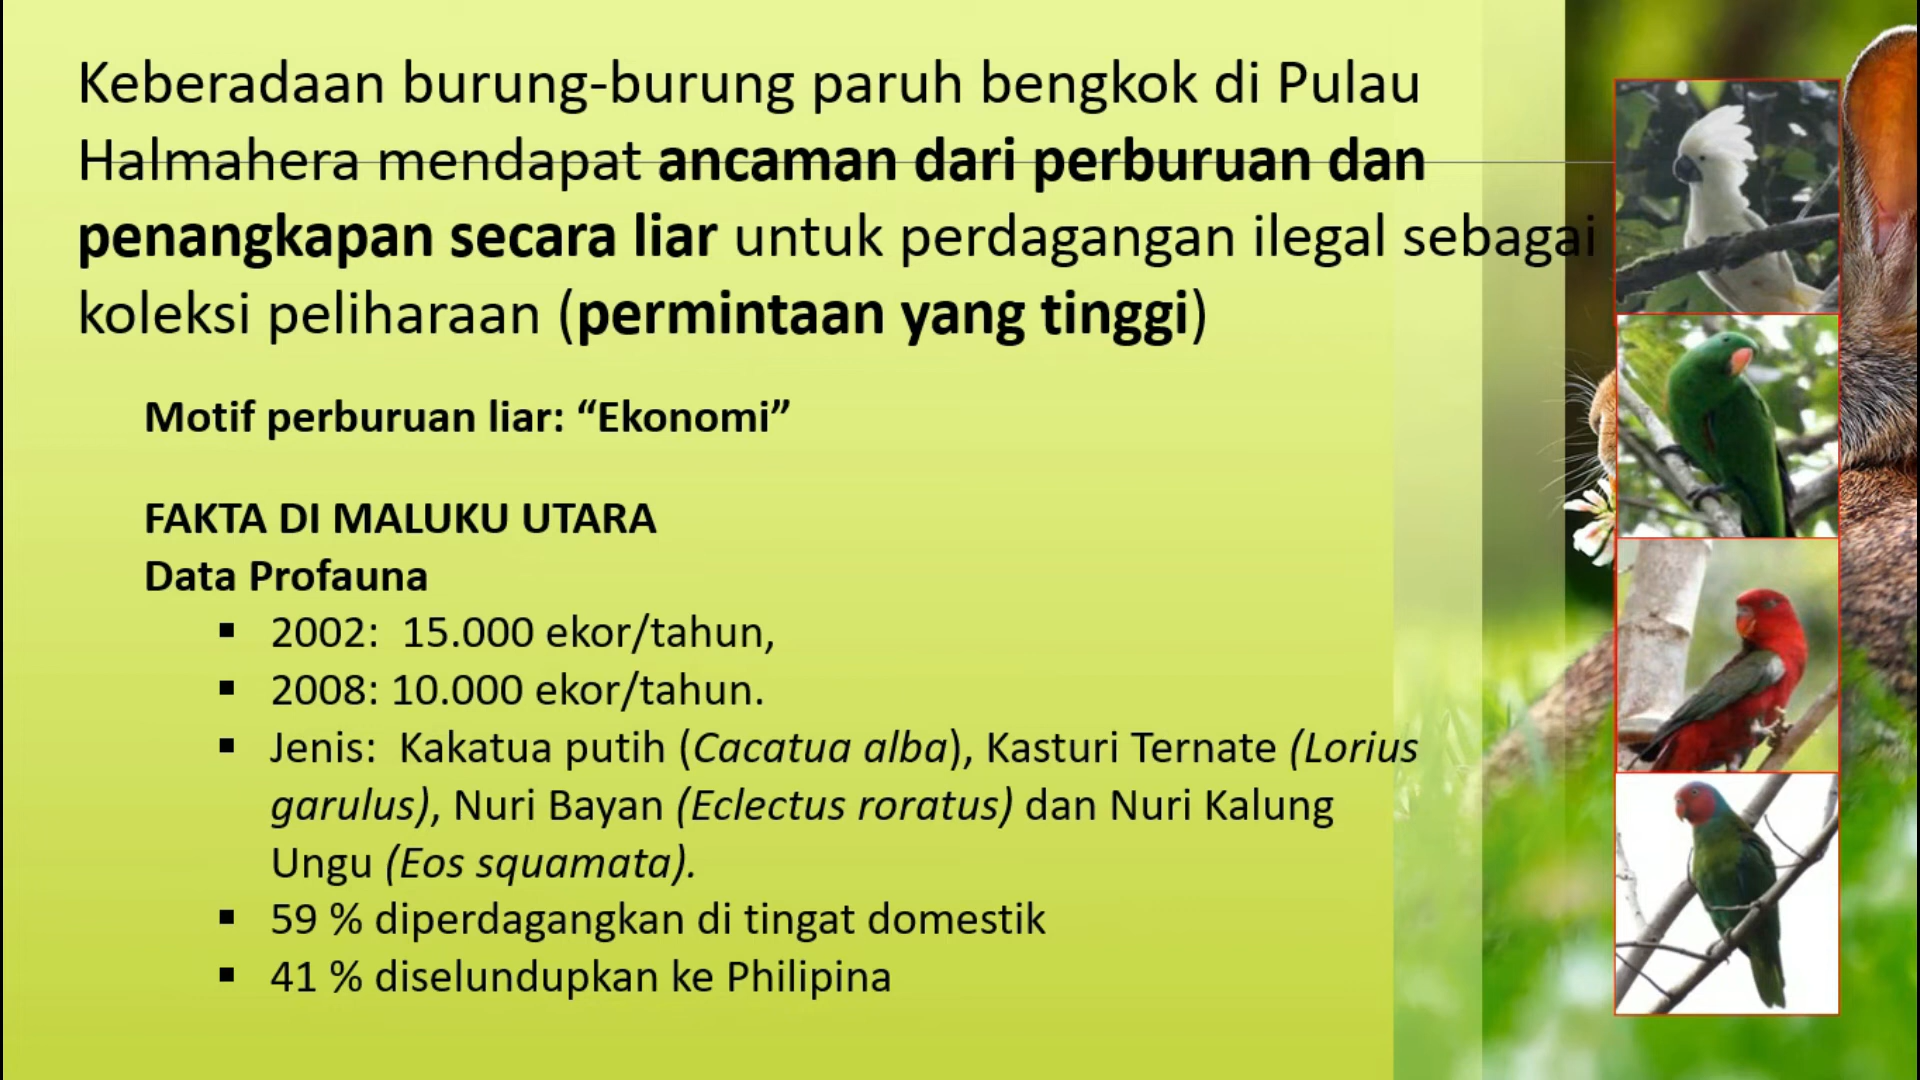 Keberadaan burung-burung paruh bengkok di Pulau
Halmahera mendapat ancaman dari perburuan dan
penangkapan secara liar untuk perdagangan ilegal sebagai
koleksi peliharaan (permintaan yang tinggi)
Motif perburuan liar: “Ekonomi”
FAKTA DI MALUKU UTARA
Data Profauna
▪ 2002:  15.000 ekor/tahun,
▪ 2008: 10.000 ekor/tahun.
▪ Jenis:  Kakatua putih (Cacatua alba), Kasturi Ternate (Lorius
garulus), Nuri Bayan (Eclectus roratus) dan Nuri Kalung
Ungu (Eos squamata).
▪ 59 % diperdagangkan di tingat domestik
▪ 41 % diselundupkan ke Philipina